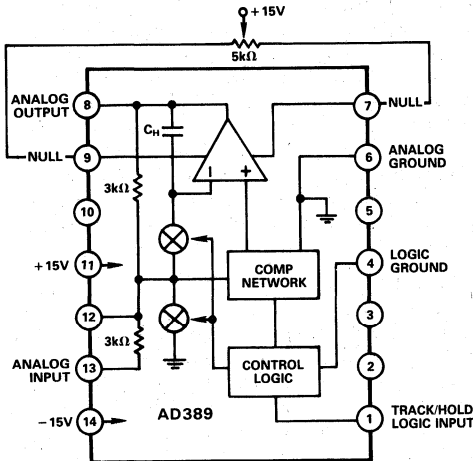 +15V
5kΩ
ANALOG
OUTPUT
8
7
NULL
CH
NULL
9
6
ANALOG
GROUND
3kΩ
− +
10
5
+15V
11
COMP
NETWORK
4
LOGIC
GROUND
12
3
3kΩ
ANALOG
INPUT
13
CONTROL
LOGIC
2
−15V
14
AD389
1
TRACK/HOLD
LOGIC INPUT